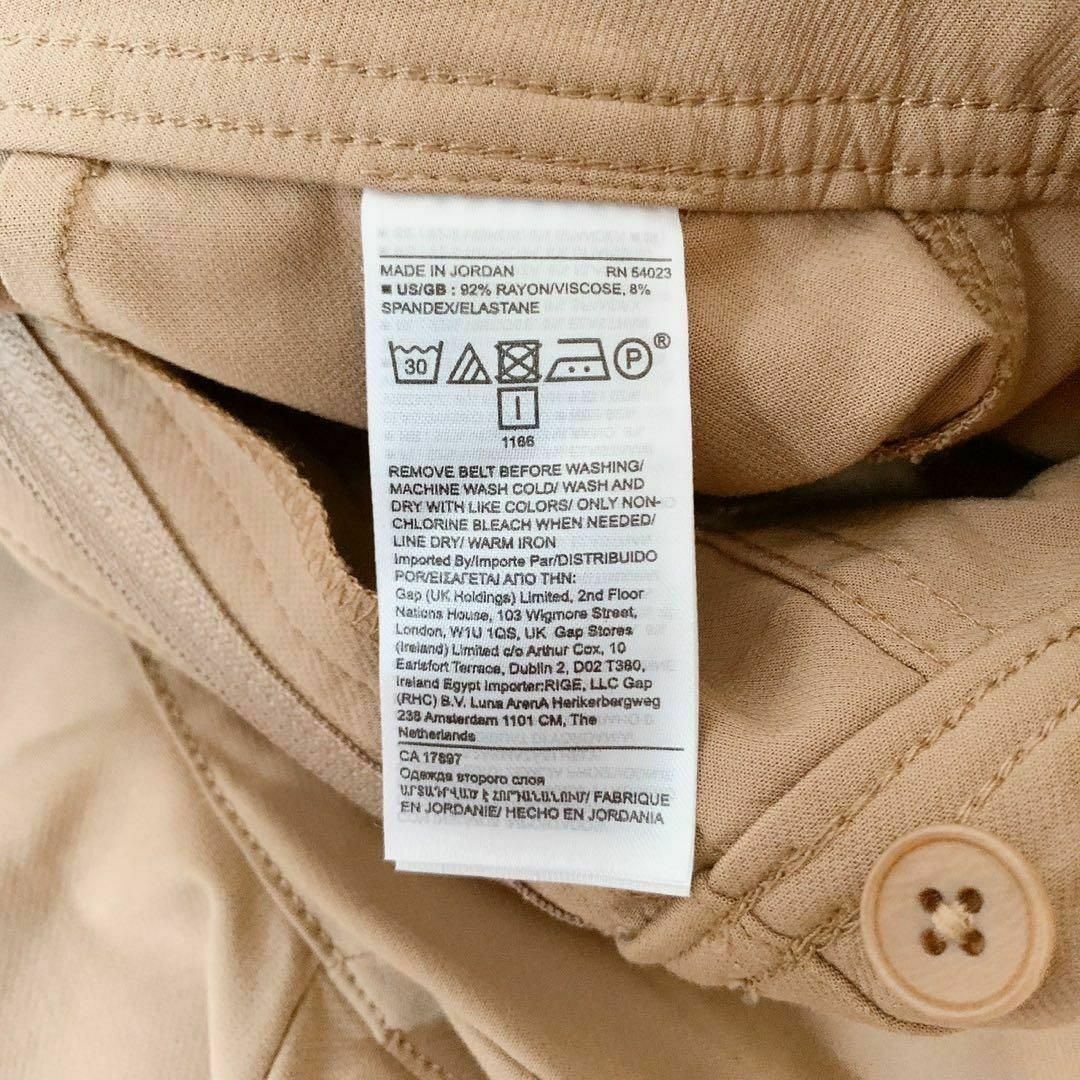 MADE IN JORDAN RN 54023
■ US/GB : 92% RAYON/VISCOSE, 8%
SPANDEX/ELASTANE
30 P®
1166
REMOVE BELT BEFORE WASHING/
MACHINE WASH COLD/ WASH AND
DRY WITH LIKE COLORS/ ONLY NON-
CHLORINE BLEACH WHEN NEEDED/
LINE DRY/ WARM IRON
Imported By/Importe Par/DISTRIBUIDO
POR/ΕΙΣΑΓΕΤΑΙ ΑΠΟ ΤΗΝ:
Gap (UK Holdings) Limited, 2nd Floor
Nations House, 103 Wigmore Street,
London, W1U 1QS, UK Gap Stores
(Ireland) Limited c/o Arthur Cox, 10
Earlsfort Terrace, Dublin 2, D02 T380,
Ireland Egypt Importer:RIGE, LLC Gap
(RHC) B.V. Luna ArenA Herikerbergweg
238 Amsterdam 1101 CM, The
Netherlands
CA 17897
Одежда второго слоя
ԱՐՏԱԴՐՎԱԾ Է ՀՈՐԴԱՆԱՆՈՒՄ/ FABRIQUE
EN JORDANIE/ HECHO EN JORDANIA